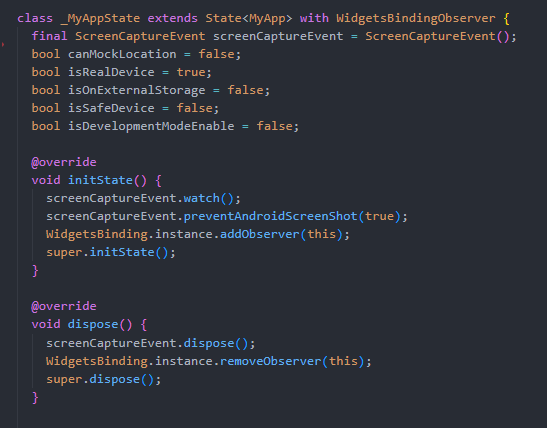 class _MyAppState extends State<MyApp> with WidgetsBindingObserver {
final ScreenCaptureEvent screenCaptureEvent = ScreenCaptureEvent();
bool canMockLocation = false;
bool isRealDevice = true;
bool isOnExternalStorage = false;
bool isSafeDevice = false;
bool isDevelopmentModeEnable = false;
@override
void initState() {
screenCaptureEvent.watch();
screenCaptureEvent.preventAndroidScreenShot(true);
WidgetsBinding.instance.addObserver(this);
super.initState();
}
@override
void dispose() {
screenCaptureEvent.dispose();
WidgetsBinding.instance.removeObserver(this);
super.dispose();
}